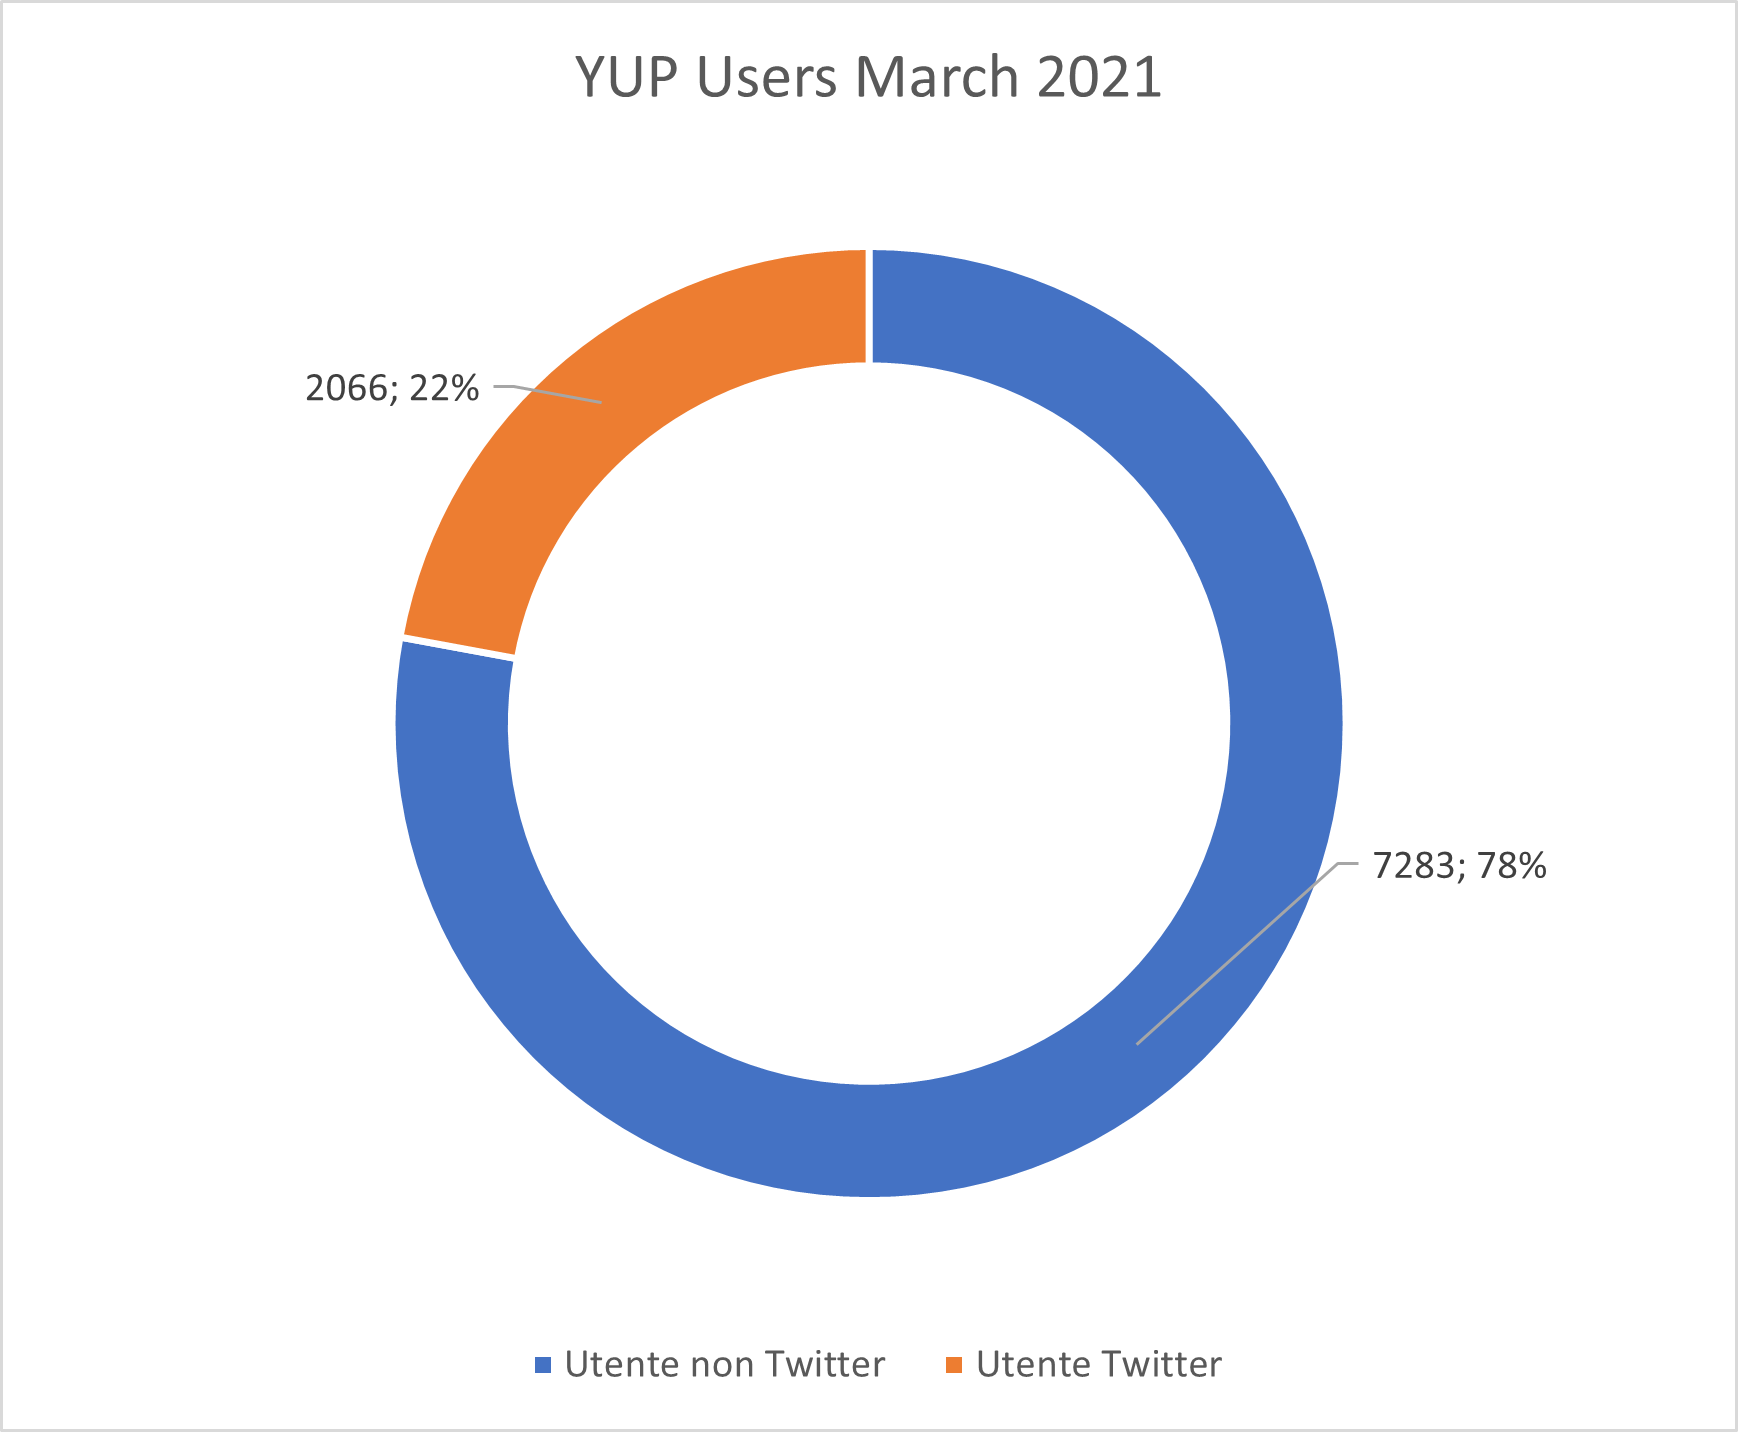 YUP Users March 2021
2066; 22%
7283; 78%
Utente non Twitter
Utente Twitter